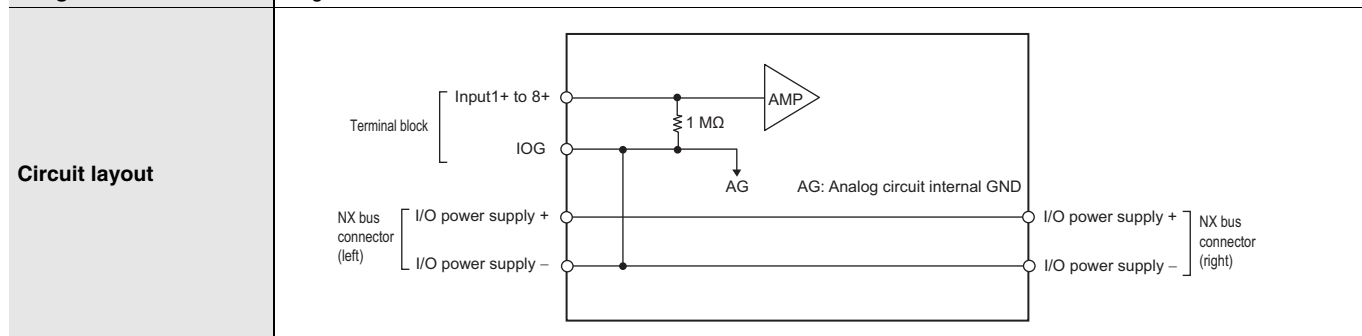 Circuit layout
Terminal block
Input1+ to 8+
IOG
AMP
1 MΩ
AG
AG: Analog circuit internal GND
NX bus
connector
(left)
I/O power supply +
I/O power supply −
I/O power supply +
I/O power supply −
NX bus
connector
(right)